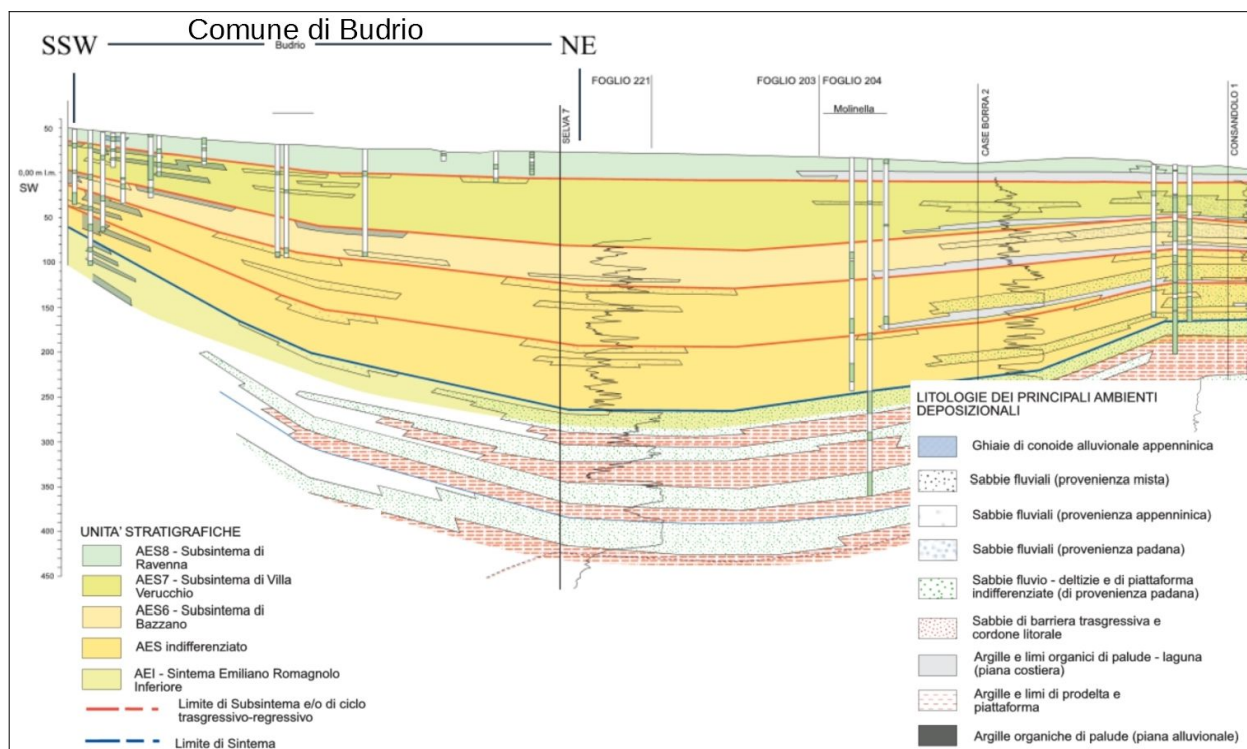 Comune di Budrio
SSW
Budrio
NE
FOGLIO 221
FOGLIO 203
FOGLIO 204
Molinella
SELVA 7
CASE BORRA 2
CONSANDOLO 1
50
0,00 m l.m.
SW
50
100
150
200
250
300
350
400
450
UNITA' STRATIGRAFICHE
AES8 - Subsintema di
Ravenna
AES7 - Subsintema di Villa
Verucchio
AES6 - Subsintema di
Bazzano
AES indifferenziato
AEI - Sintema Emiliano Romagnolo
Inferiore
Limite di Subsintema e/o di ciclo
trasgressivo-regressivo
Limite di Sintema
LITOLOGIE DEI PRINCIPALI AMBIENTI
DEPOSIZIONALI
Ghiaie di conoide alluvionale appenninica
Sabbie fluviali (provenienza mista)
Sabbie fluviali (provenienza appenninica)
Sabbie fluviali (provenienza padana)
Sabbie fluvio - deltizie e di piattaforma
indifferenziate (di provenienza padana)
Sabbie di barriera trasgressiva e
cordone litorale
Argille e limi organici di palude - laguna
(piana costiera)
Argille e limi di prodelta e
piattaforma
Argille organiche di palude (piana alluvionale)